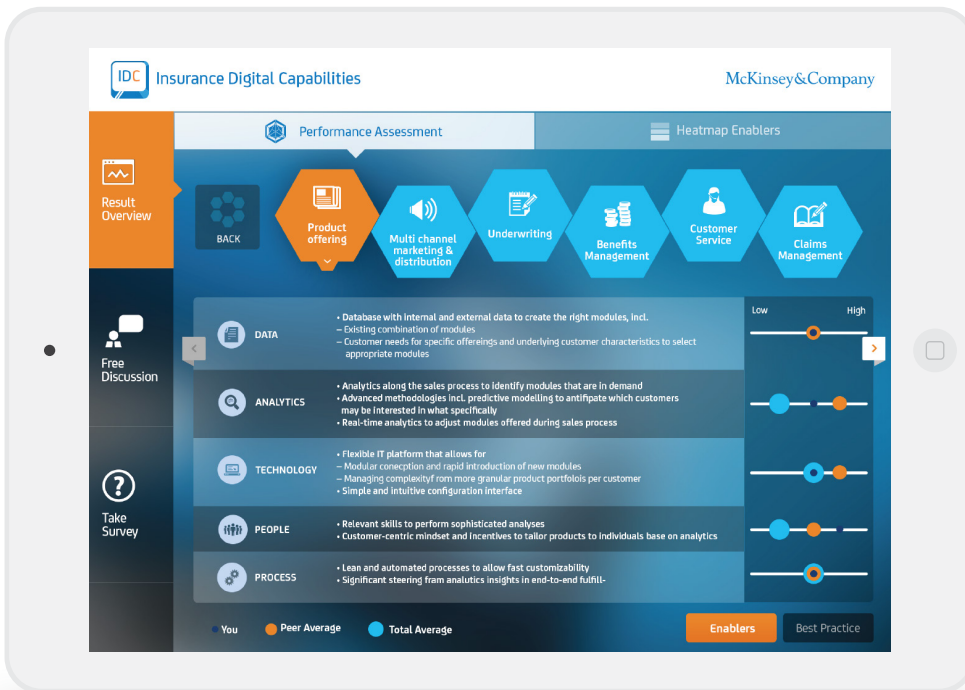 IDC Insurance Digital Capabilities
McKinsey&Company
Performance Assessment
Heatmap Enablers
Result
Overview
Free
Discussion
Take
Survey
BACK
Product
offering
Multi channel
marketing &
distribution
Underwriting
Benefits
Management
Customer
Service
Claims
Management
Low High
DATA
• Database with internal and external data to create the right modules, incl.
– Existing combination of modules
– Customer needs for specific offereings and underlying customer characteristics to select
appropriate modules
ANALYTICS
• Analytics along the sales process to identify modules that are in demand
• Advanced methodologies incl. predictive modelling to antifipate which customers
may be interested in what specifically
• Real-time analytics to adjust modules offered during sales process
TECHNOLOGY
• Flexible IT platform that allows for
– Modular conecption and rapid introduction of new modules
– Managing complexityf rom more granular product portfolois per customer
• Simple and intuitive configuration interface
PEOPLE
• Relevant skills to perform sophisticated analyses
• Customer-centric mindset and incentives to tailor products to individuals base on analytics
PROCESS
• Lean and automated processes to allow fast customizability
• Significant steering fram analutics insights in end-to-end fulfill-
You Peer Average Total Average
Enablers
Best Practice